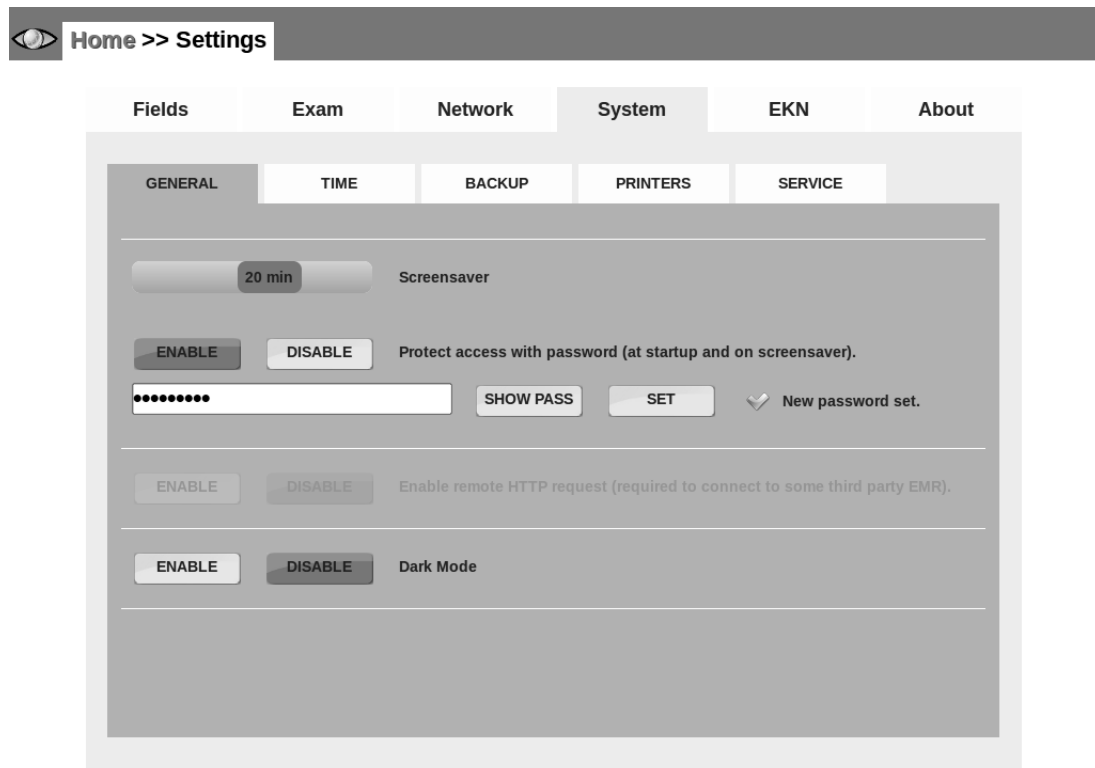 Home >> Settings
Fields Exam Network System EKN About
GENERAL TIME BACKUP PRINTERS SERVICE
20 min Screensaver
ENABLE DISABLE Protect access with password (at startup and on screensaver).
●●●●●●●●● SHOW PASS SET New password set.
ENABLE DISABLE Enable remote HTTP request (required to connect to some third party EMR).
ENABLE DISABLE Dark Mode